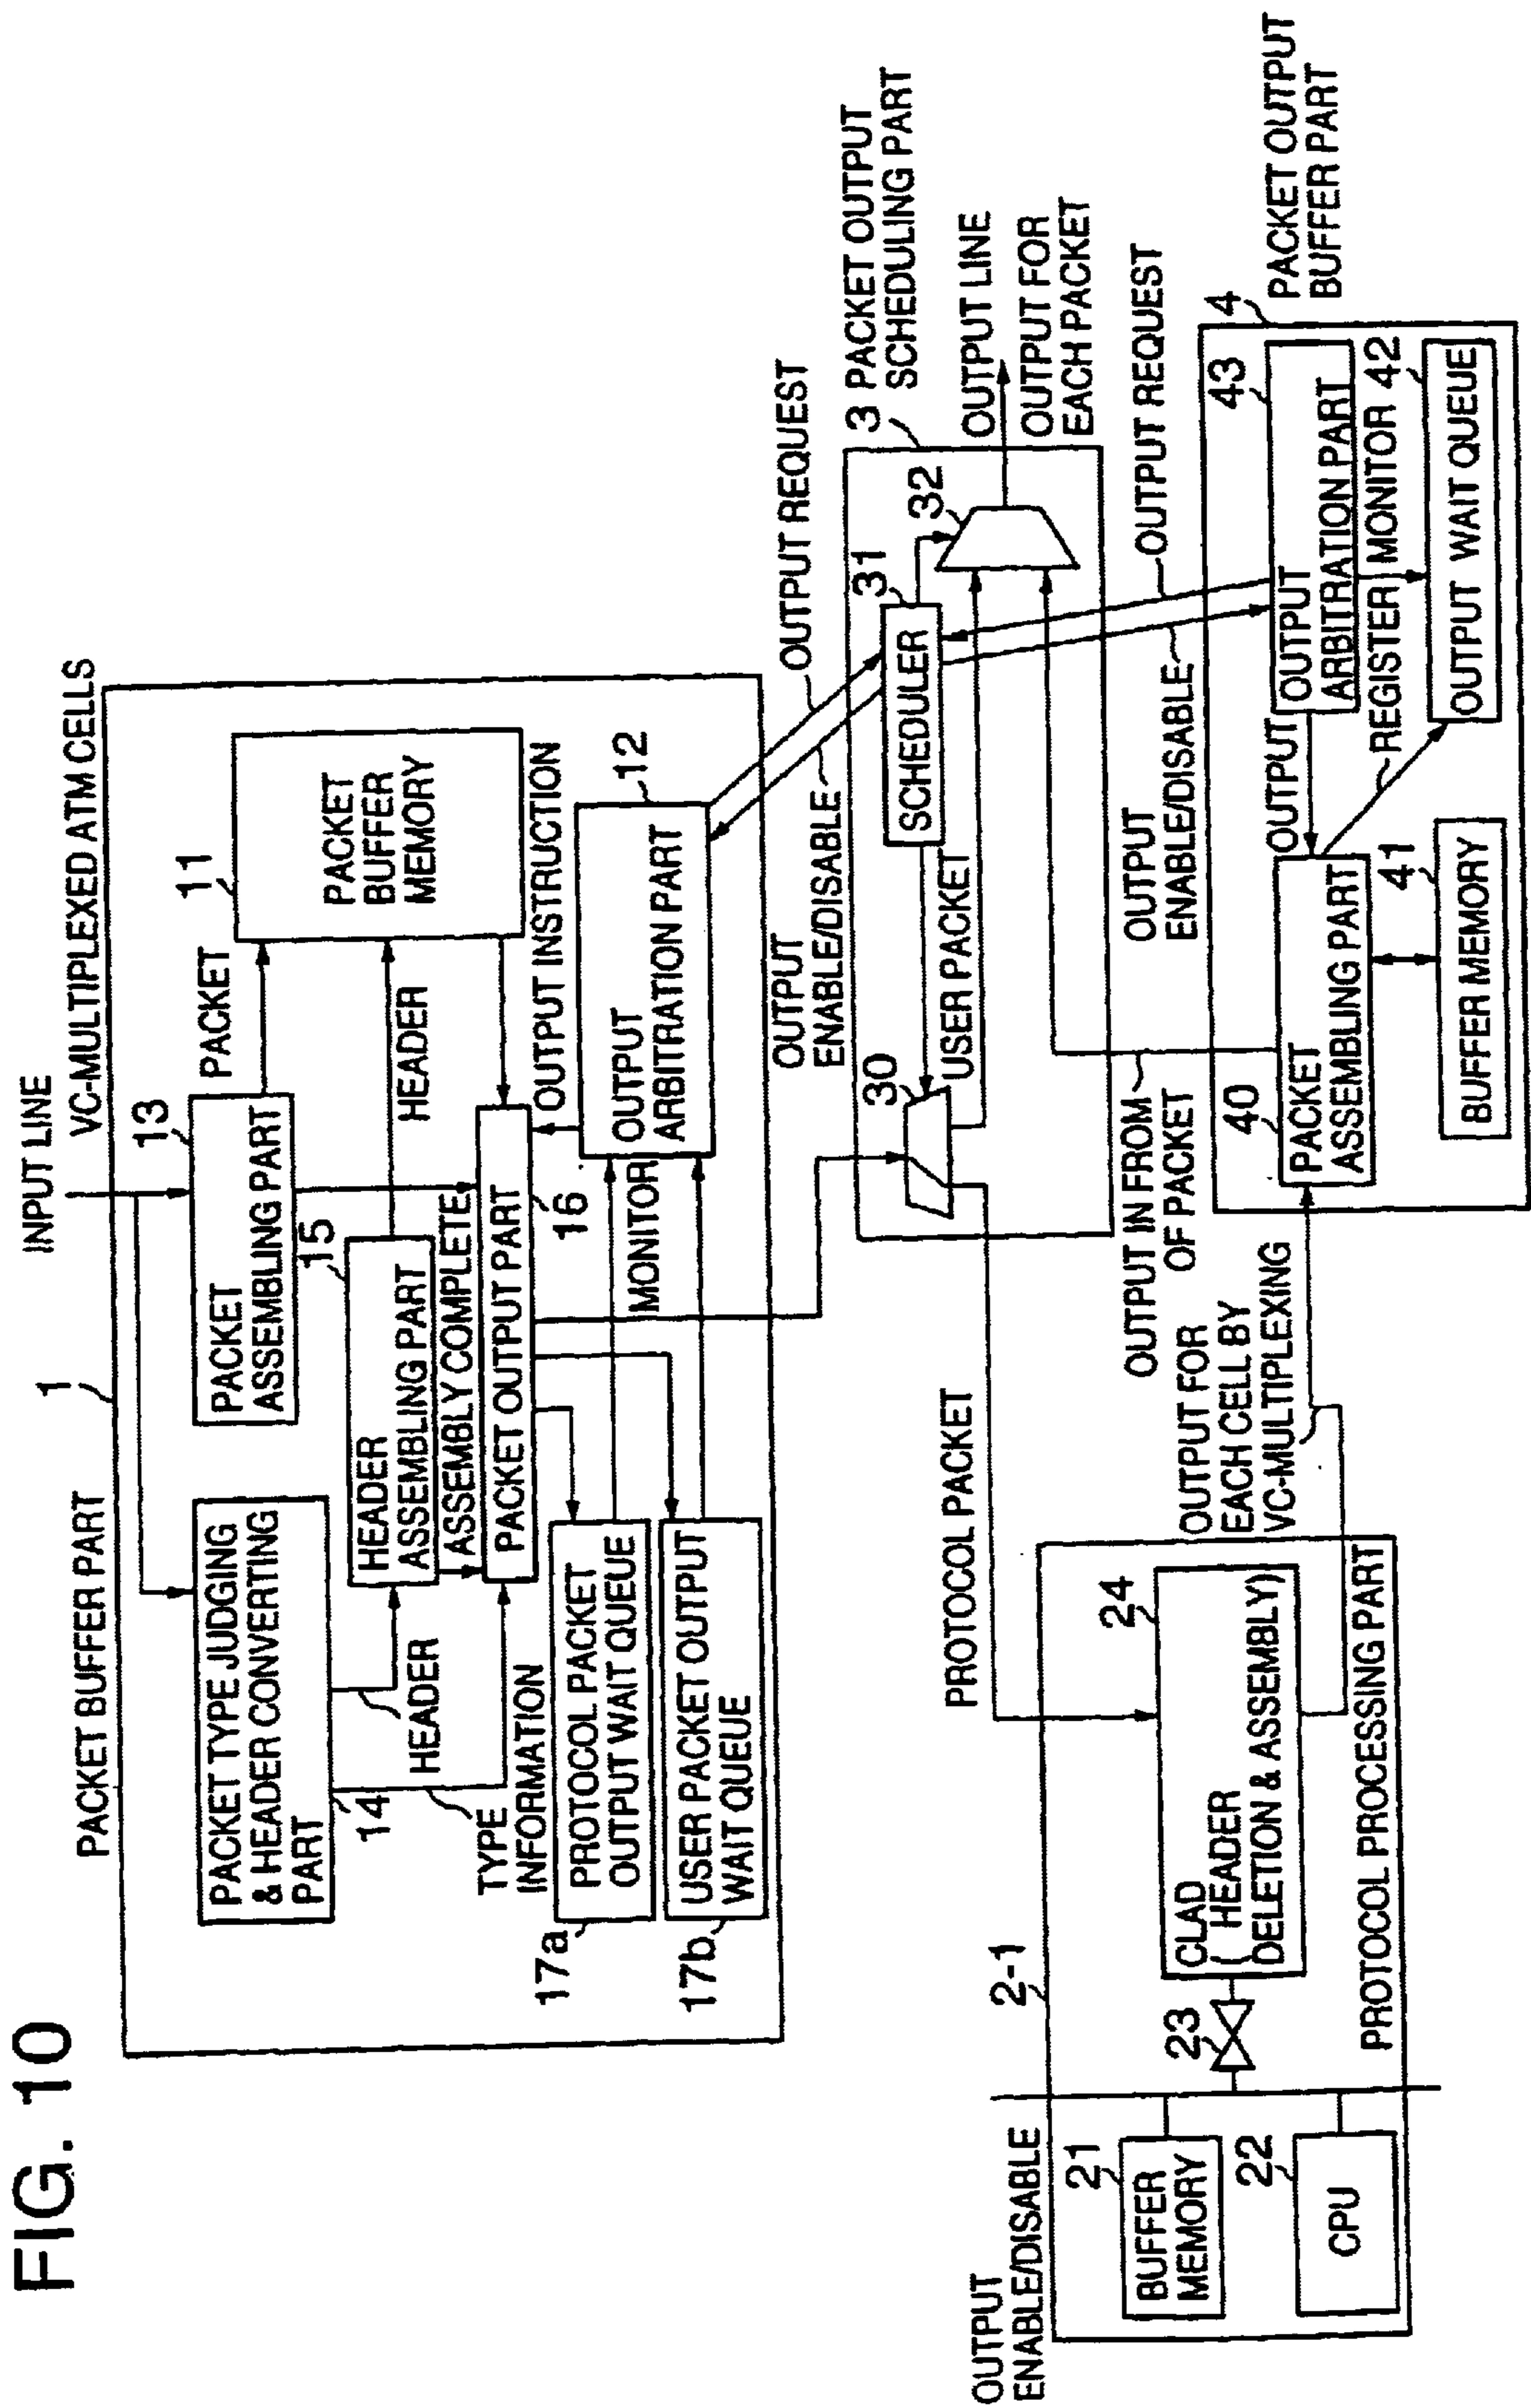 FIG. 10
PACKET BUFFER PART
1
INPUT LINE
VC-MULTIPLEXED ATM CELLS
PACKET TYPE JUDGING
& HEADER CONVERTING
PART
14
HEADER
TYPE
INFORMATION
13
PACKET
ASSEMBLING PART
PACKET
11
PACKET
BUFFER
MEMORY
15
HEADER
ASSEMBLING PART
HEADER
ASSEMBLY COMPLETE
PACKET OUTPUT PART
16
OUTPUT INSTRUCTION
12
OUTPUT
ARBITRATION PART
MONITOR
PROTOCOL PACKET
OUTPUT WAIT QUEUE
17a
USER PACKET OUTPUT
WAIT QUEUE
17b
OUTPUT REQUEST
OUTPUT
ENABLE/DISABLE
3 PACKET OUTPUT
SCHEDULING PART
30
31
SCHEDULER
32
USER PACKET
OUTPUT LINE
OUTPUT FOR
EACH PACKET
PROTOCOL PACKET
OUTPUT IN FROM
OF PACKET
OUTPUT
ENABLE/DISABLE
OUTPUT REQUEST
OUTPUT
ENABLE/DISABLE
2-1
21
BUFFER
MEMORY
22
CPU
23
24
CLAD
( HEADER
DELETION & ASSEMBLY)
PROTOCOL PROCESSING PART
OUTPUT FOR
EACH CELL BY
VC-MULTIPLEXING
4
PACKET OUTPUT
BUFFER PART
40
PACKET
ASSEMBLING PART
OUTPUT
43
OUTPUT
ARBITRATION PART
REGISTER
MONITOR
42
OUTPUT WAIT QUEUE
41
BUFFER MEMORY